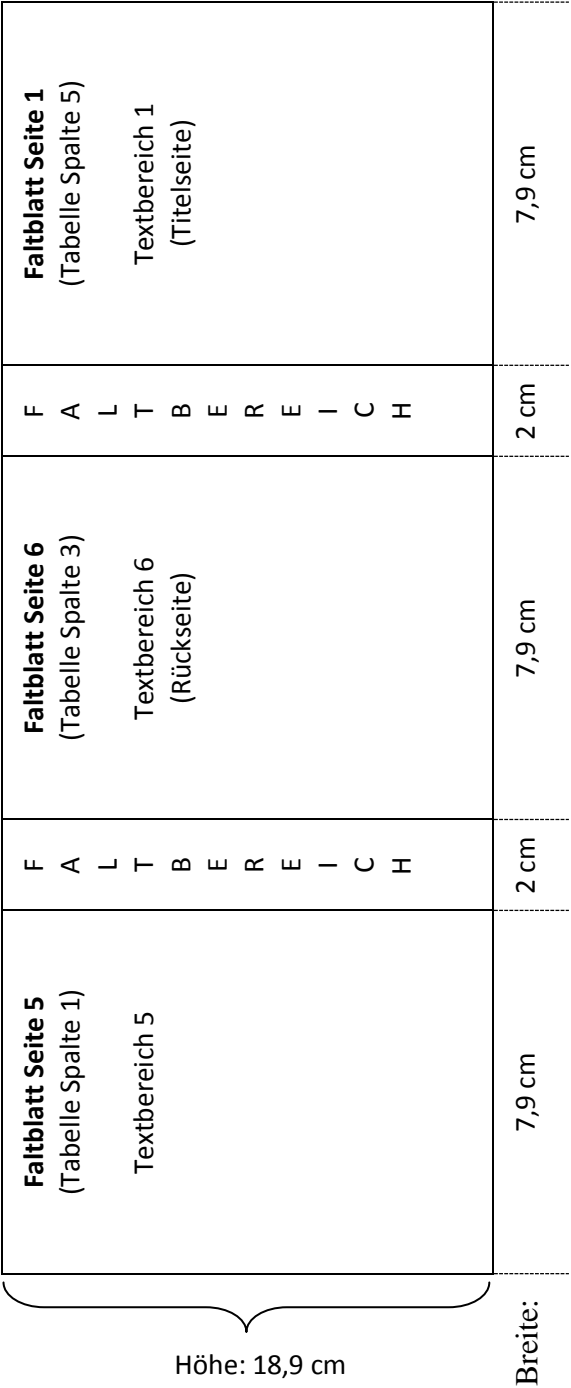 Faltblatt Seite 5
(Tabelle Spalte 1)
Textbereich 5
F
A
L
T
B
E
R
E
I
C
H
Faltblatt Seite 6
(Tabelle Spalte 3)
Textbereich 6
(Rückseite)
F
A
L
T
B
E
R
E
I
C
H
Faltblatt Seite 1
(Tabelle Spalte 5)
Textbereich 1
(Titelseite)
Höhe: 18,9 cm
Breite:
7,9 cm
2 cm
7,9 cm
2 cm
7,9 cm